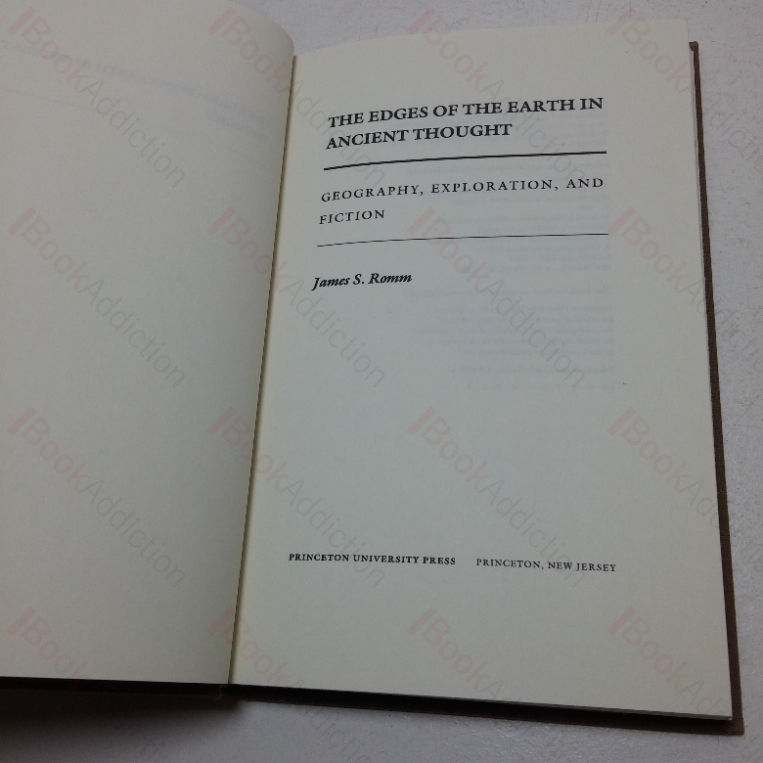 THE EDGES OF THE EARTH IN
ANCIENT THOUGHT
GEOGRAPHY, EXPLORATION, AND
FICTION
James S. Romm
PRINCETON UNIVERSITY PRESS PRINCETON, NEW JERSEY
BookAddiction